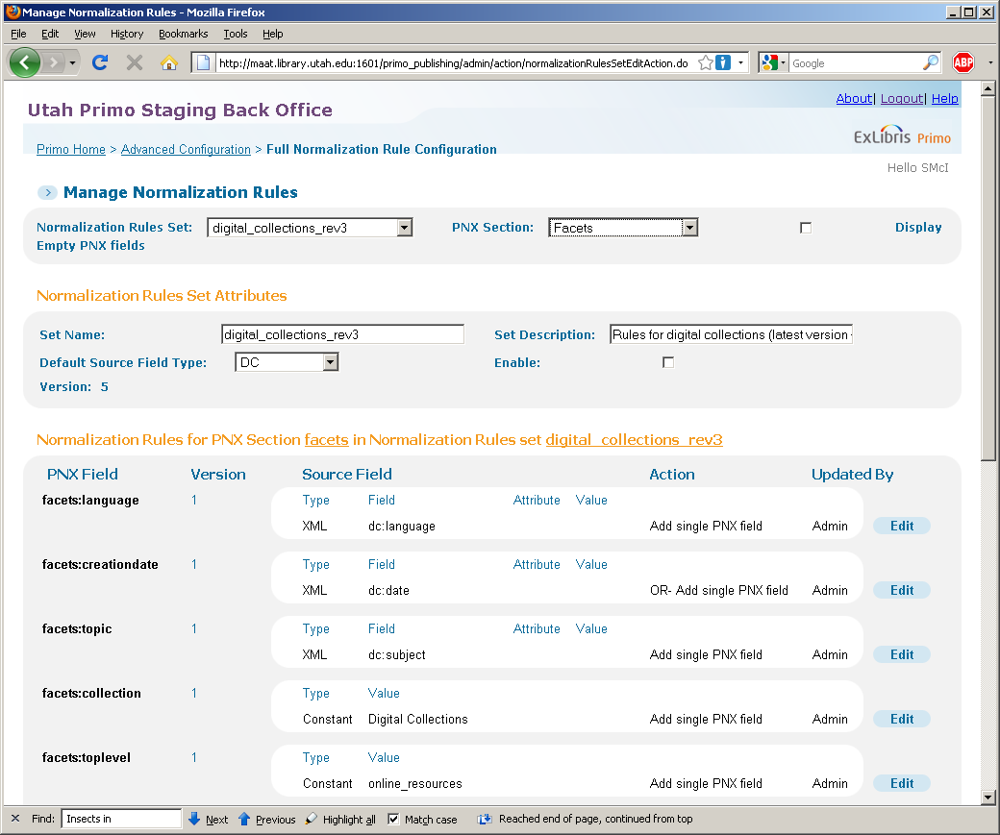 Manage Normalization Rules - Mozilla Firefox
File Edit View History Bookmarks Tools Help
http://maat.library.utah.edu:1601/primo_publishing/admin/action/normalizationRulesSetEditAction.do
Google
ABP
About| Logout| Help
Utah Primo Staging Back Office
ExLibris Primo
Primo Home > Advanced Configuration > Full Normalization Rule Configuration
Hello SMcI
Manage Normalization Rules
Normalization Rules Set: digital_collections_rev3 PNX Section: Facets Display
Empty PNX fields
Normalization Rules Set Attributes
Set Name: digital_collections_rev3 Set Description: Rules for digital collections (latest version
Default Source Field Type: DC Enable:
Version: 5
Normalization Rules for PNX Section facets in Normalization Rules set digital_collections_rev3
PNX Field Version Source Field Action Updated By
facets:language 1 Type Field Attribute Value
XML dc:language Add single PNX field Admin Edit
facets:creationdate 1 Type Field Attribute Value
XML dc:date OR- Add single PNX field Admin Edit
facets:topic 1 Type Field Attribute Value
XML dc:subject Add single PNX field Admin Edit
facets:collection 1 Type Value
Constant Digital Collections Add single PNX field Admin Edit
facets:toplevel 1 Type Value
Constant online_resources Add single PNX field Admin Edit
Find: Insects in Next Previous Highlight all Match case Reached end of page, continued from top